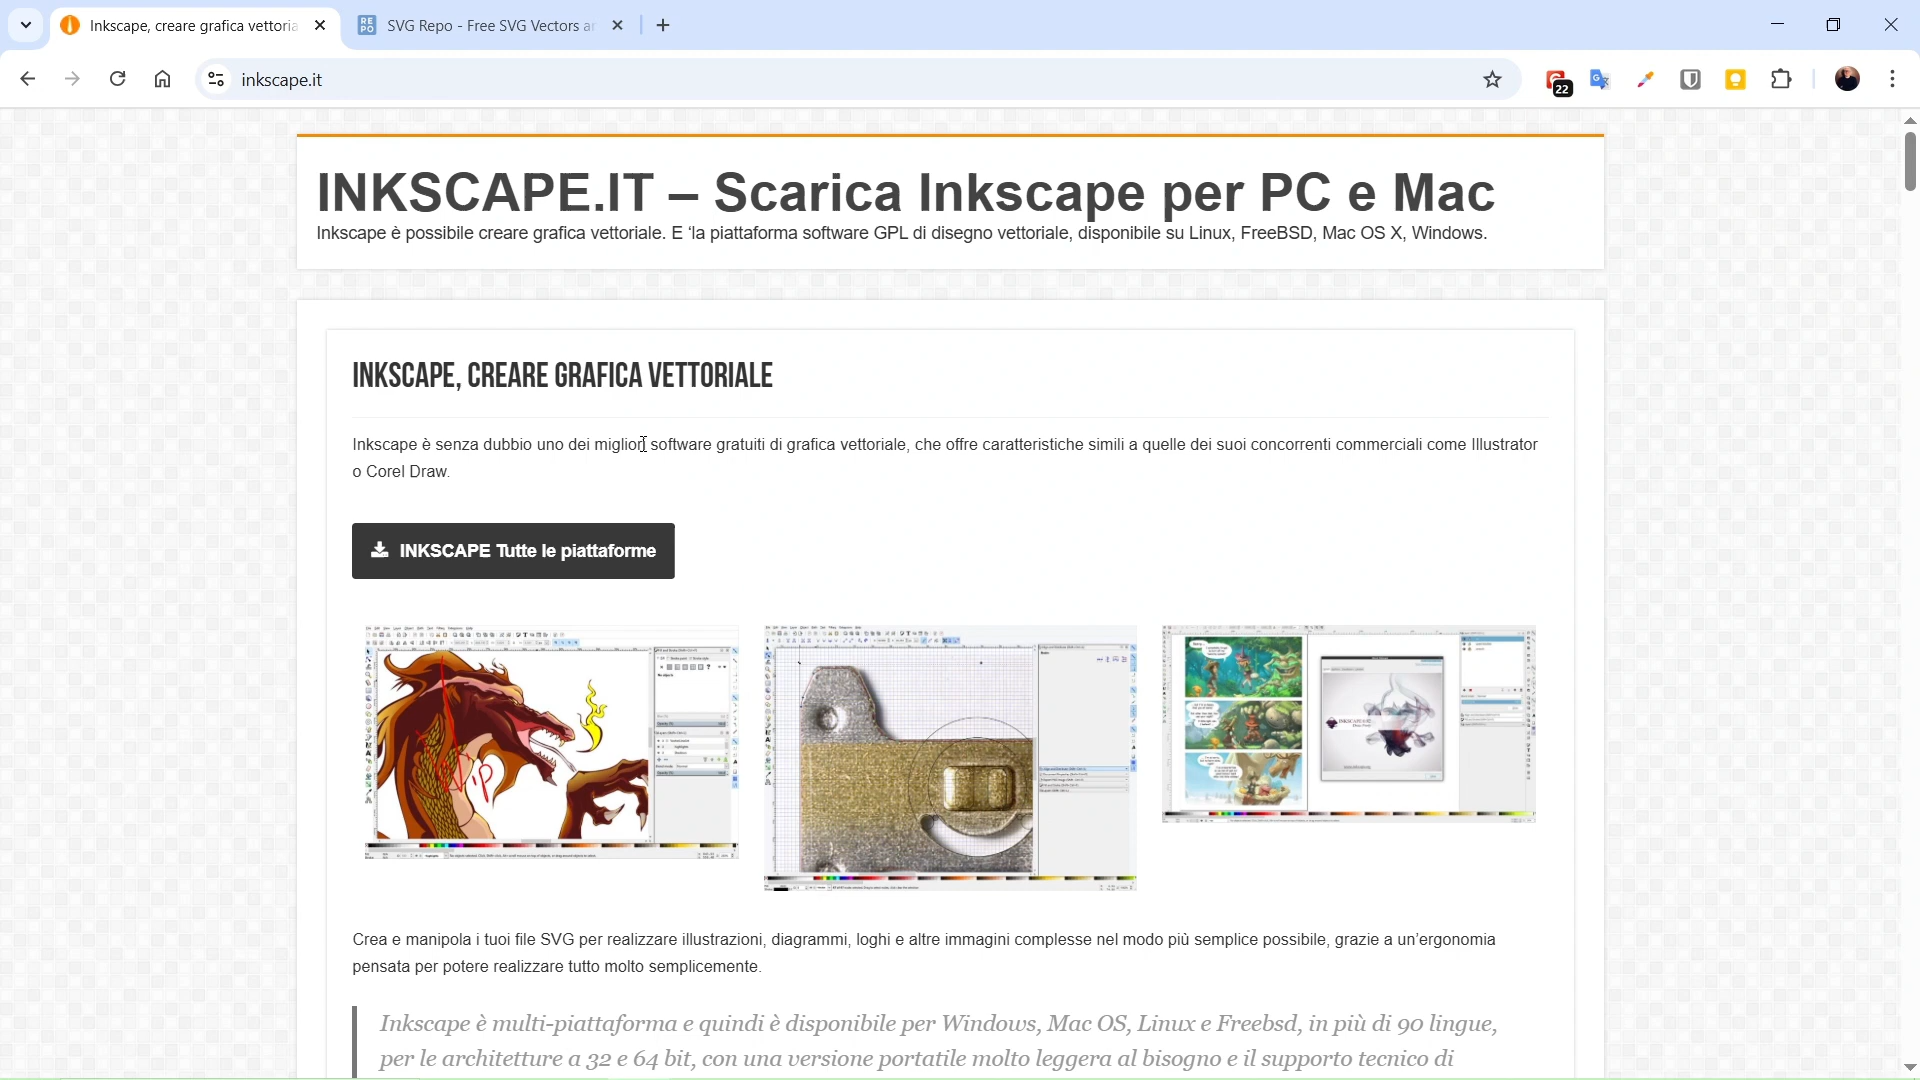 Inkscape, creare grafica vettoria
SVG Repo - Free SVG Vectors ar
inkscape.it
22
INKSCAPE.IT – Scarica Inkscape per PC e Mac
Inkscape è possibile creare grafica vettoriale. E ‘la piattaforma software GPL di disegno vettoriale, disponibile su Linux, FreeBSD, Mac OS X, Windows.
INKSCAPE, CREARE GRAFICA VETTORIALE
Inkscape è senza dubbio uno dei migliori software gratuiti di grafica vettoriale, che offre caratteristiche simili a quelle dei suoi concorrenti commerciali come Illustrator
o Corel Draw.
INKSCAPE Tutte le piattaforme
Crea e manipola i tuoi file SVG per realizzare illustrazioni, diagrammi, loghi e altre immagini complesse nel modo più semplice possibile, grazie a un’ergonomia
pensata per potere realizzare tutto molto semplicemente.
Inkscape è multi-piattaforma e quindi è disponibile per Windows, Mac OS, Linux e Freebsd, in più di 90 lingue,
per le architetture a 32 e 64 bit, con una versione portatile molto leggera al bisogno e il supporto tecnico di